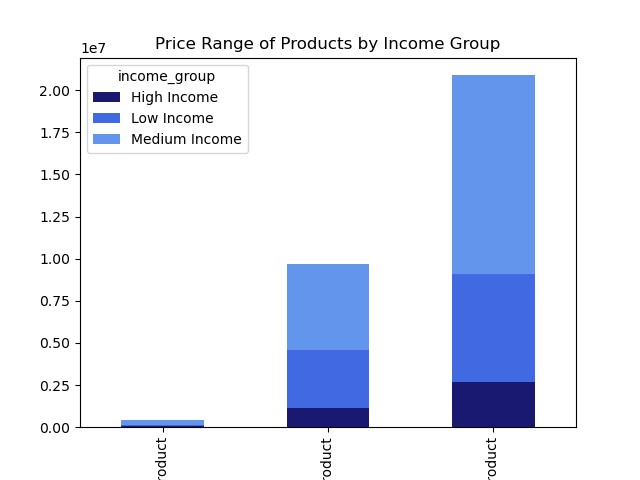 Price Range of Products by Income Group
1e7
income_group
High Income
Low Income
Medium Income
2.00
1.75
1.50
1.25
1.00
0.75
0.50
0.25
0.00
roduct
roduct
roduct